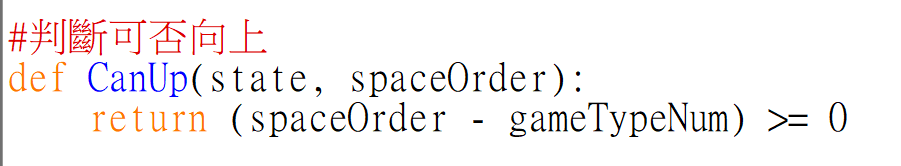 #判斷可否向上
def CanUp(state, spaceOrder):
    return (spaceOrder - gameTypeNum) >= 0